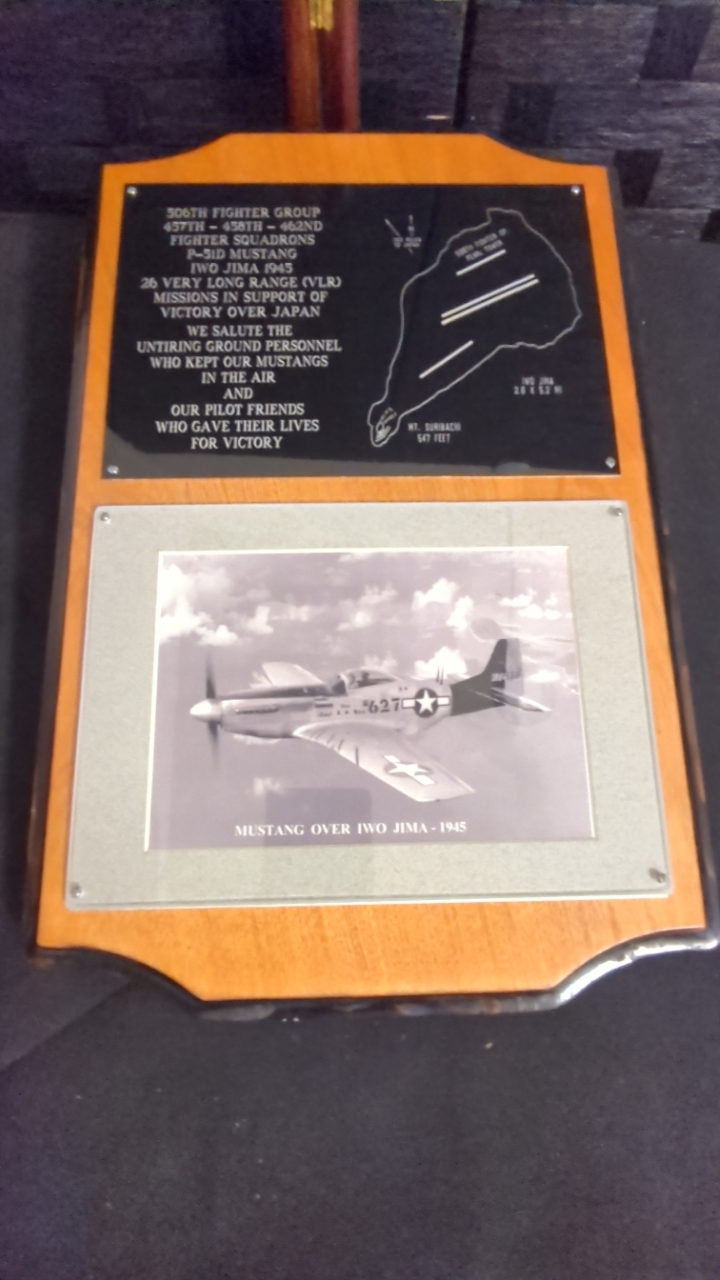 506TH FIGHTER GROUP
457TH - 458TH - 462ND
FIGHTER SQUADRONS
P-51D MUSTANG
IWO JIMA 1945
26 VERY LONG RANGE (VLR)
MISSIONS IN SUPPORT OF
VICTORY OVER JAPAN
WE SALUTE THE
UNTIRING GROUND PERSONNEL
WHO KEPT OUR MUSTANGS
IN THE AIR
AND
OUR PILOT FRIENDS
WHO GAVE THEIR LIVES
FOR VICTORY
IWO JIMA
MT. SURIBACHI
547 FEET
627
MUSTANG OVER IWO JIMA - 1945